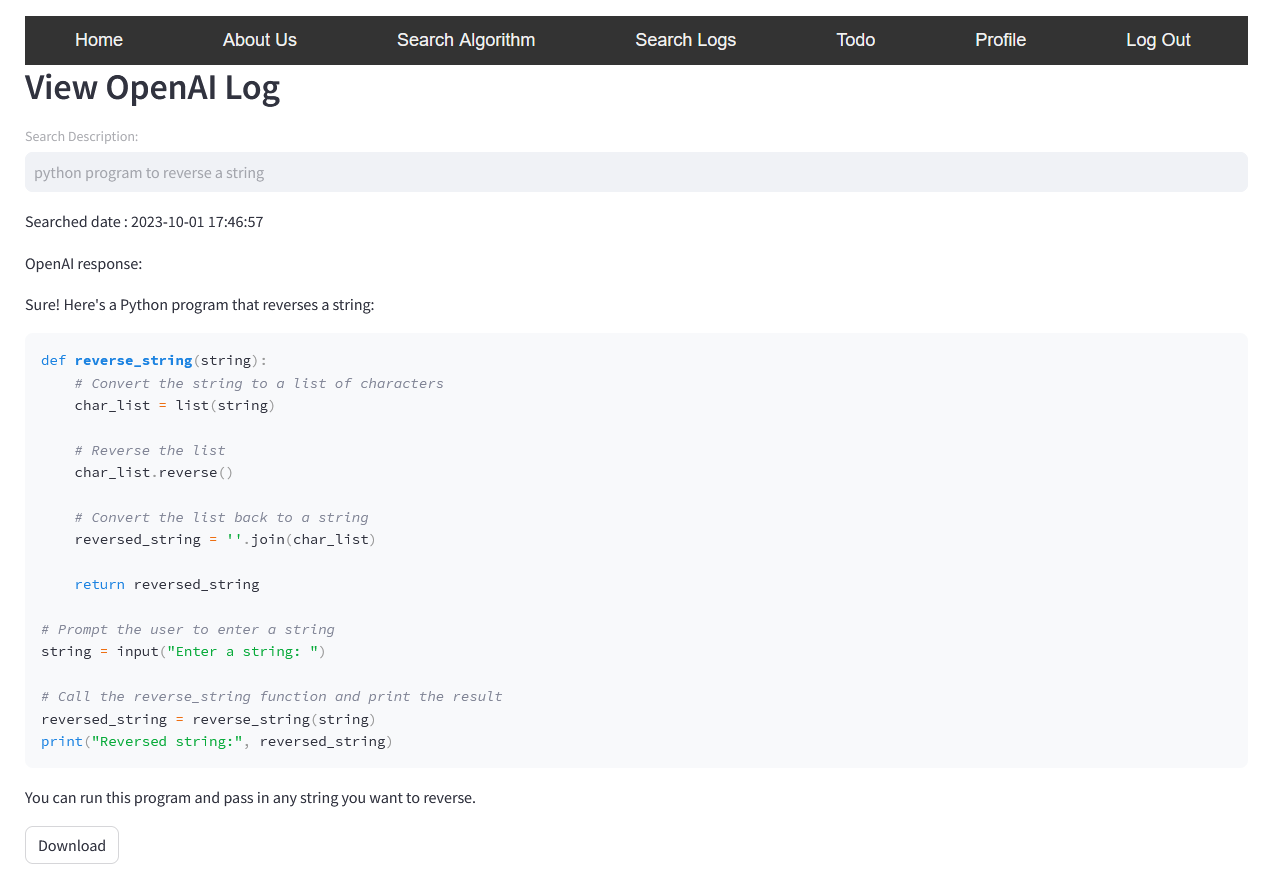 Home About Us Search Algorithm Search Logs Todo Profile Log Out
View OpenAI Log
Search Description:
python program to reverse a string
Searched date : 2023-10-01 17:46:57
OpenAI response:
Sure! Here's a Python program that reverses a string:
def reverse_string(string):
    # Convert the string to a list of characters
    char_list = list(string)
    # Reverse the list
    char_list.reverse()
    # Convert the list back to a string
    reversed_string = ''.join(char_list)
    return reversed_string
# Prompt the user to enter a string
string = input("Enter a string: ")
# Call the reverse_string function and print the result
reversed_string = reverse_string(string)
print("Reversed string:", reversed_string)
You can run this program and pass in any string you want to reverse.
Download